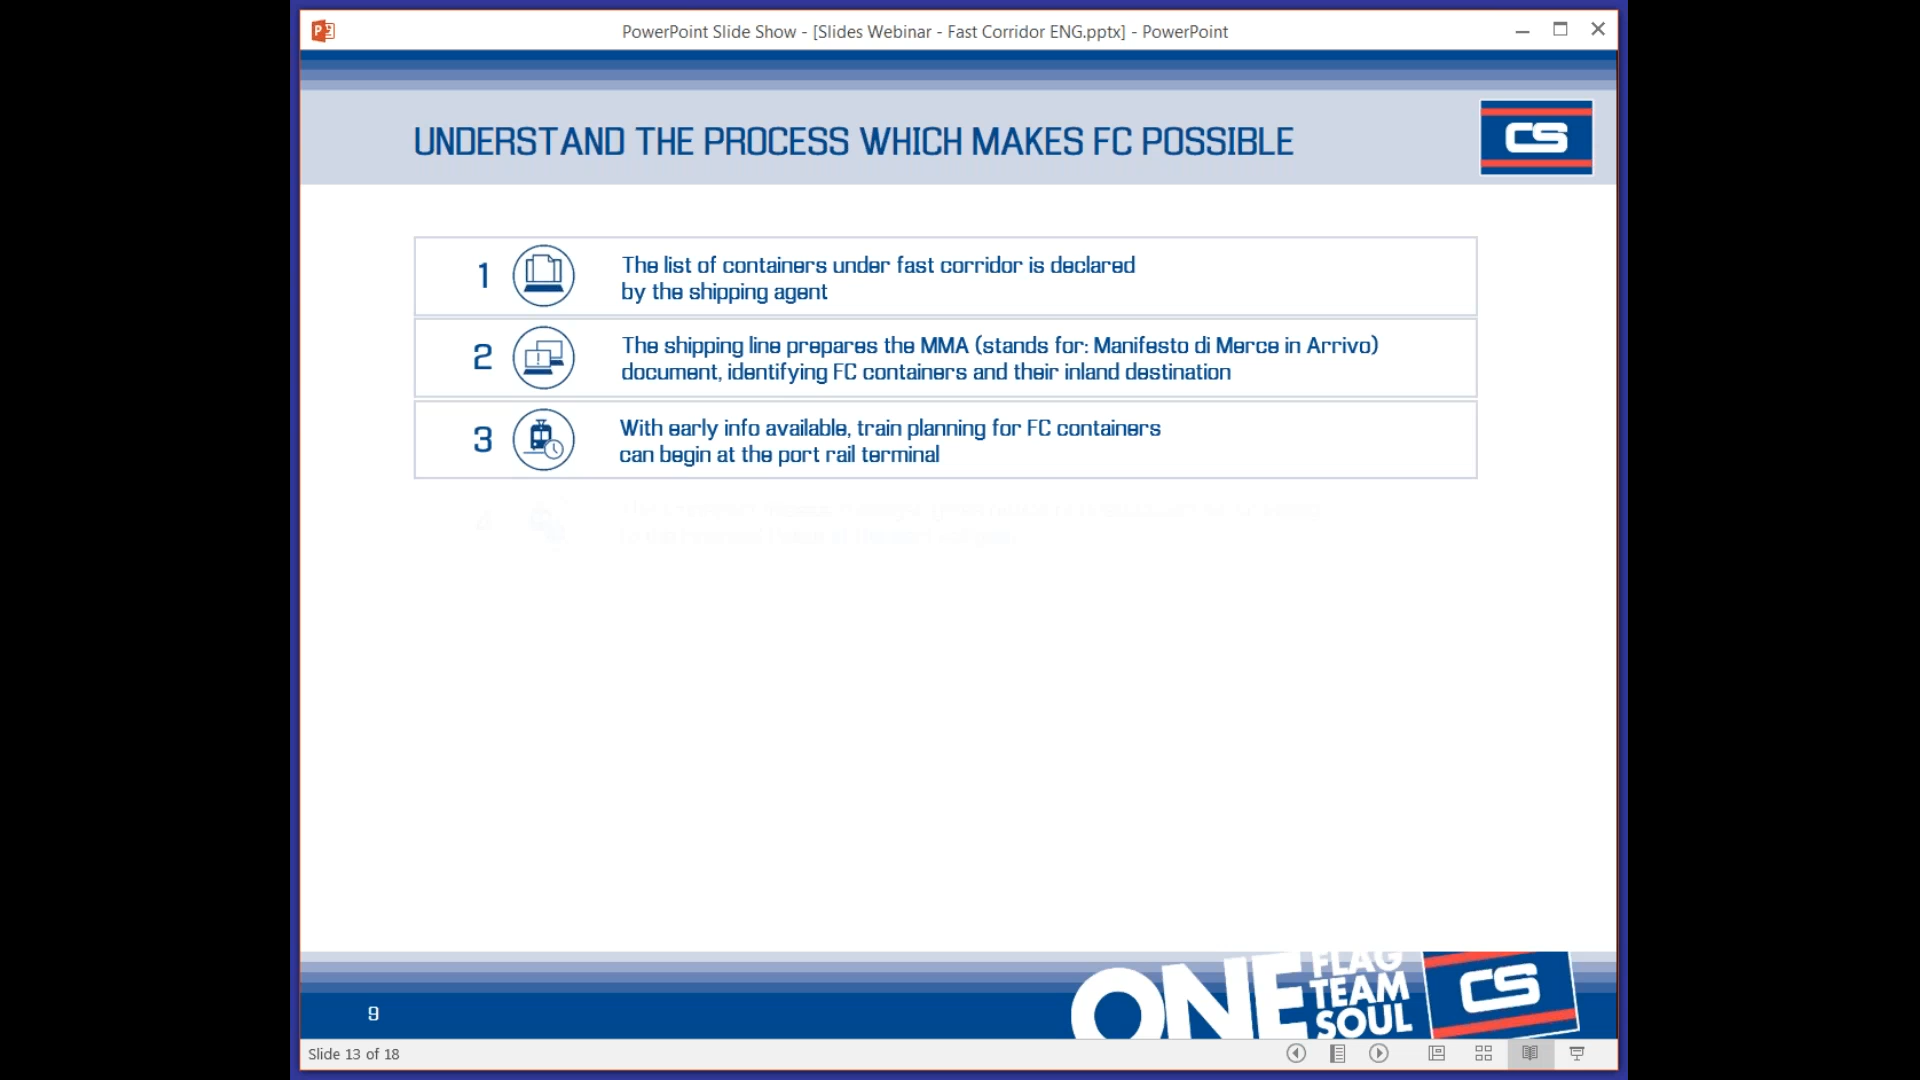 PowerPoint Slide Show - [Slides Webinar - Fast Corridor ENG.pptx] - PowerPoint
UNDERSTAND THE PROCESS WHICH MAKES FC POSSIBLE
CS
1
The list of containers under fast corridor is declared
by the shipping agent
2
The shipping line prepares the MMA (stands for: Manifesto di Merce in Arrivo)
document, identifying FC containers and their inland destination
3
With early info available, train planning for FC containers
can begin at the port rail terminal
4
9
ONE
FLAG
TEAM
SOUL
CS
Slide 13 of 18